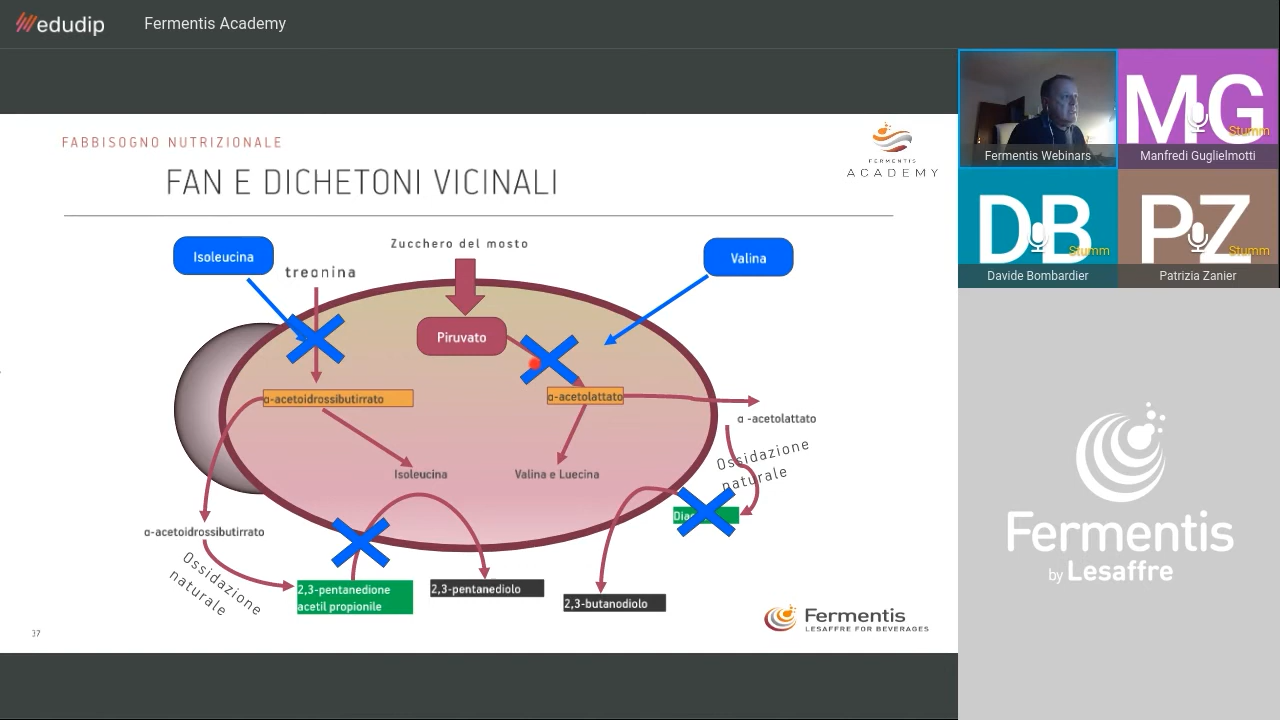 edudip
Fermentis Academy
FABBISOGNO NUTRIZIONALE
FAN E DICHETONI VICINALI
FERMENTIS
ACADEMY
Isoleucina
treonina
Zucchero del mosto
Valina
Piruvato
α-acetoidrossibutirrato
α-acetolattato
α -acetolattato
Ossidazione
naturale
Isoleucina
Valina e Luecina
α-acetoidrossibutirrato
Ossidazione
naturale
2,3-pentanedione
acetil propionile
2,3-pentanediolo
2,3-butanodiolo
37
Fermentis
LESAFFRE FOR BEVERAGES
Fermentis Webinars
MG
Stumm
Manfredi Guglielmotti
DB
Stumm
Davide Bombardier
PZ
Stumm
Patrizia Zanier
Fermentis
by Lesaffre